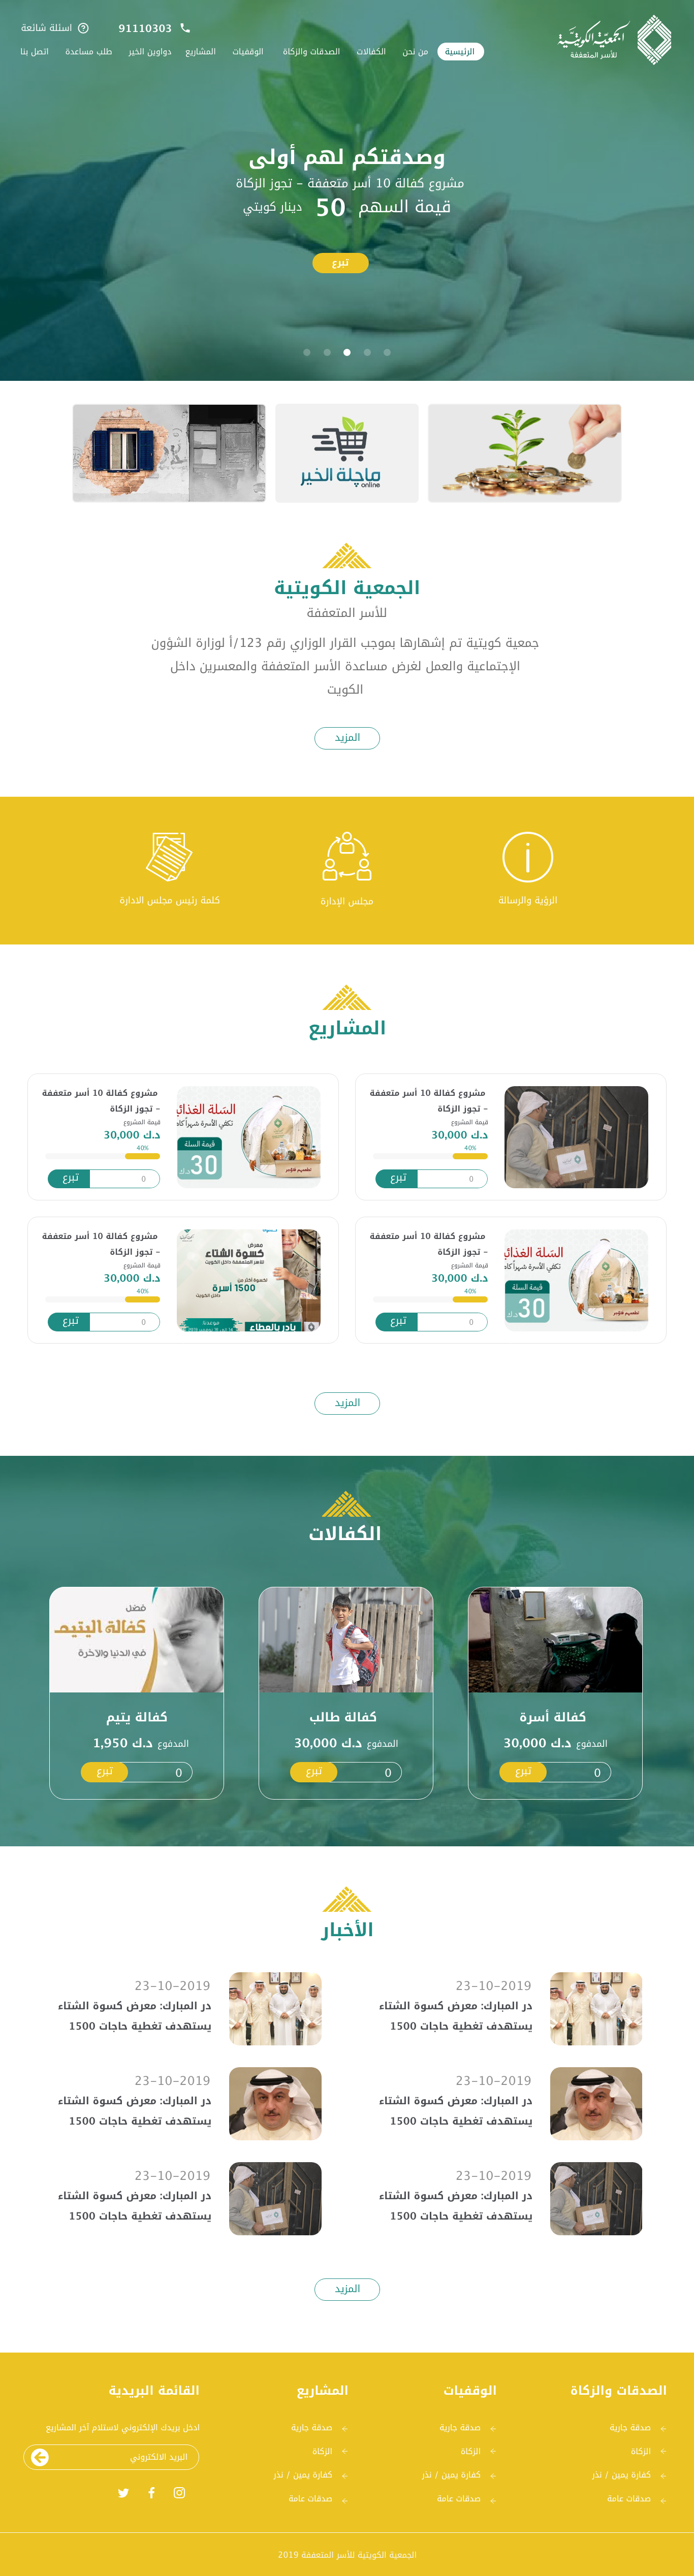 الجمعية الكويتية
للأسر المتعففة
91110303
اسئلة شائعة
الرئيسية
من نحن
الكفالات
الصدقات والزكاة
الوقفيات
المشاريع
دواوين الخير
طلب مساعدة
اتصل بنا
وصدقتكم لهم أولى
مشروع كفالة 10 أسر متعففة – تجوز الزكاة
قيمة السهم 50 دينار كويتي
تبرع
ماجلة الخير
online
الجمعية الكويتية
للأسر المتعففة
جمعية كويتية تم إشهارها بموجب القرار الوزاري رقم 123/أ لوزارة الشؤون
الإجتماعية والعمل لغرض مساعدة الأسر المتعففة والمعسرين داخل
الكويت
المزيد
الرؤية والرسالة
مجلس الإدارة
كلمة رئيس مجلس الادارة
المشاريع
مشروع كفالة 10 أسر متعففة
– تجوز الزكاة
قيمة المشروع
د.ك 30,000
40%
0
تبرع
السلة الغذائية
تكفي الأسرة شهراً كاملاً
قيمة السلة
30 د.ك
مشروع كفالة 10 أسر متعففة
– تجوز الزكاة
قيمة المشروع
د.ك 30,000
40%
0
تبرع
السلة الغذائية
تكفي الأسرة شهراً كاملاً
قيمة السلة
30 د.ك
مشروع كفالة 10 أسر متعففة
– تجوز الزكاة
قيمة المشروع
د.ك 30,000
40%
0
تبرع
معرض
كسوة الشتاء
للأسر المتعففة داخل الكويت
لكسوة أكثر من
1500 أسرة
داخل الكويت
بادر بالعطاء
مشروع كفالة 10 أسر متعففة
– تجوز الزكاة
قيمة المشروع
د.ك 30,000
40%
0
تبرع
المزيد
الكفالات
كفالة أسرة
المدفوع د.ك 30,000
0
تبرع
كفالة طالب
المدفوع د.ك 30,000
0
تبرع
فضل
كفالة اليتيم
في الدنيا والآخرة
كفالة يتيم
المدفوع د.ك 1,950
0
تبرع
الأخبار
23-10-2019
در المبارك: معرض كسوة الشتاء
يستهدف تغطية حاجات 1500
23-10-2019
در المبارك: معرض كسوة الشتاء
يستهدف تغطية حاجات 1500
23-10-2019
در المبارك: معرض كسوة الشتاء
يستهدف تغطية حاجات 1500
23-10-2019
در المبارك: معرض كسوة الشتاء
يستهدف تغطية حاجات 1500
23-10-2019
در المبارك: معرض كسوة الشتاء
يستهدف تغطية حاجات 1500
23-10-2019
در المبارك: معرض كسوة الشتاء
يستهدف تغطية حاجات 1500
المزيد
الصدقات والزكاة
صدقة جارية
الزكاة
كفارة يمين / نذر
صدقات عامة
الوقفيات
صدقة جارية
الزكاة
كفارة يمين / نذر
صدقات عامة
المشاريع
صدقة جارية
الزكاة
كفارة يمين / نذر
صدقات عامة
القائمة البريدية
ادخل بريدك الإلكتروني لاستلام آخر المشاريع
البريد الالكتروني
الجمعية الكويتية للأسر المتعففة 2019